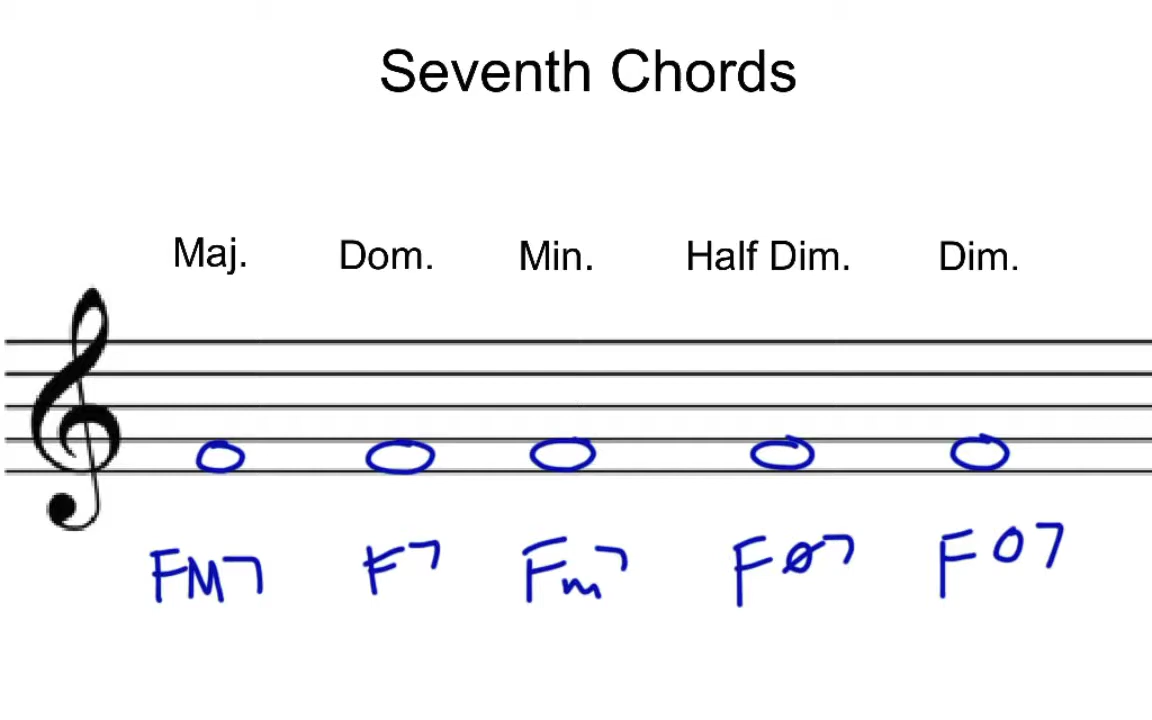 Seventh Chords
Maj. Dom. Min. Half Dim. Dim.
FM7 F7 Fm7 FØ7 FO7